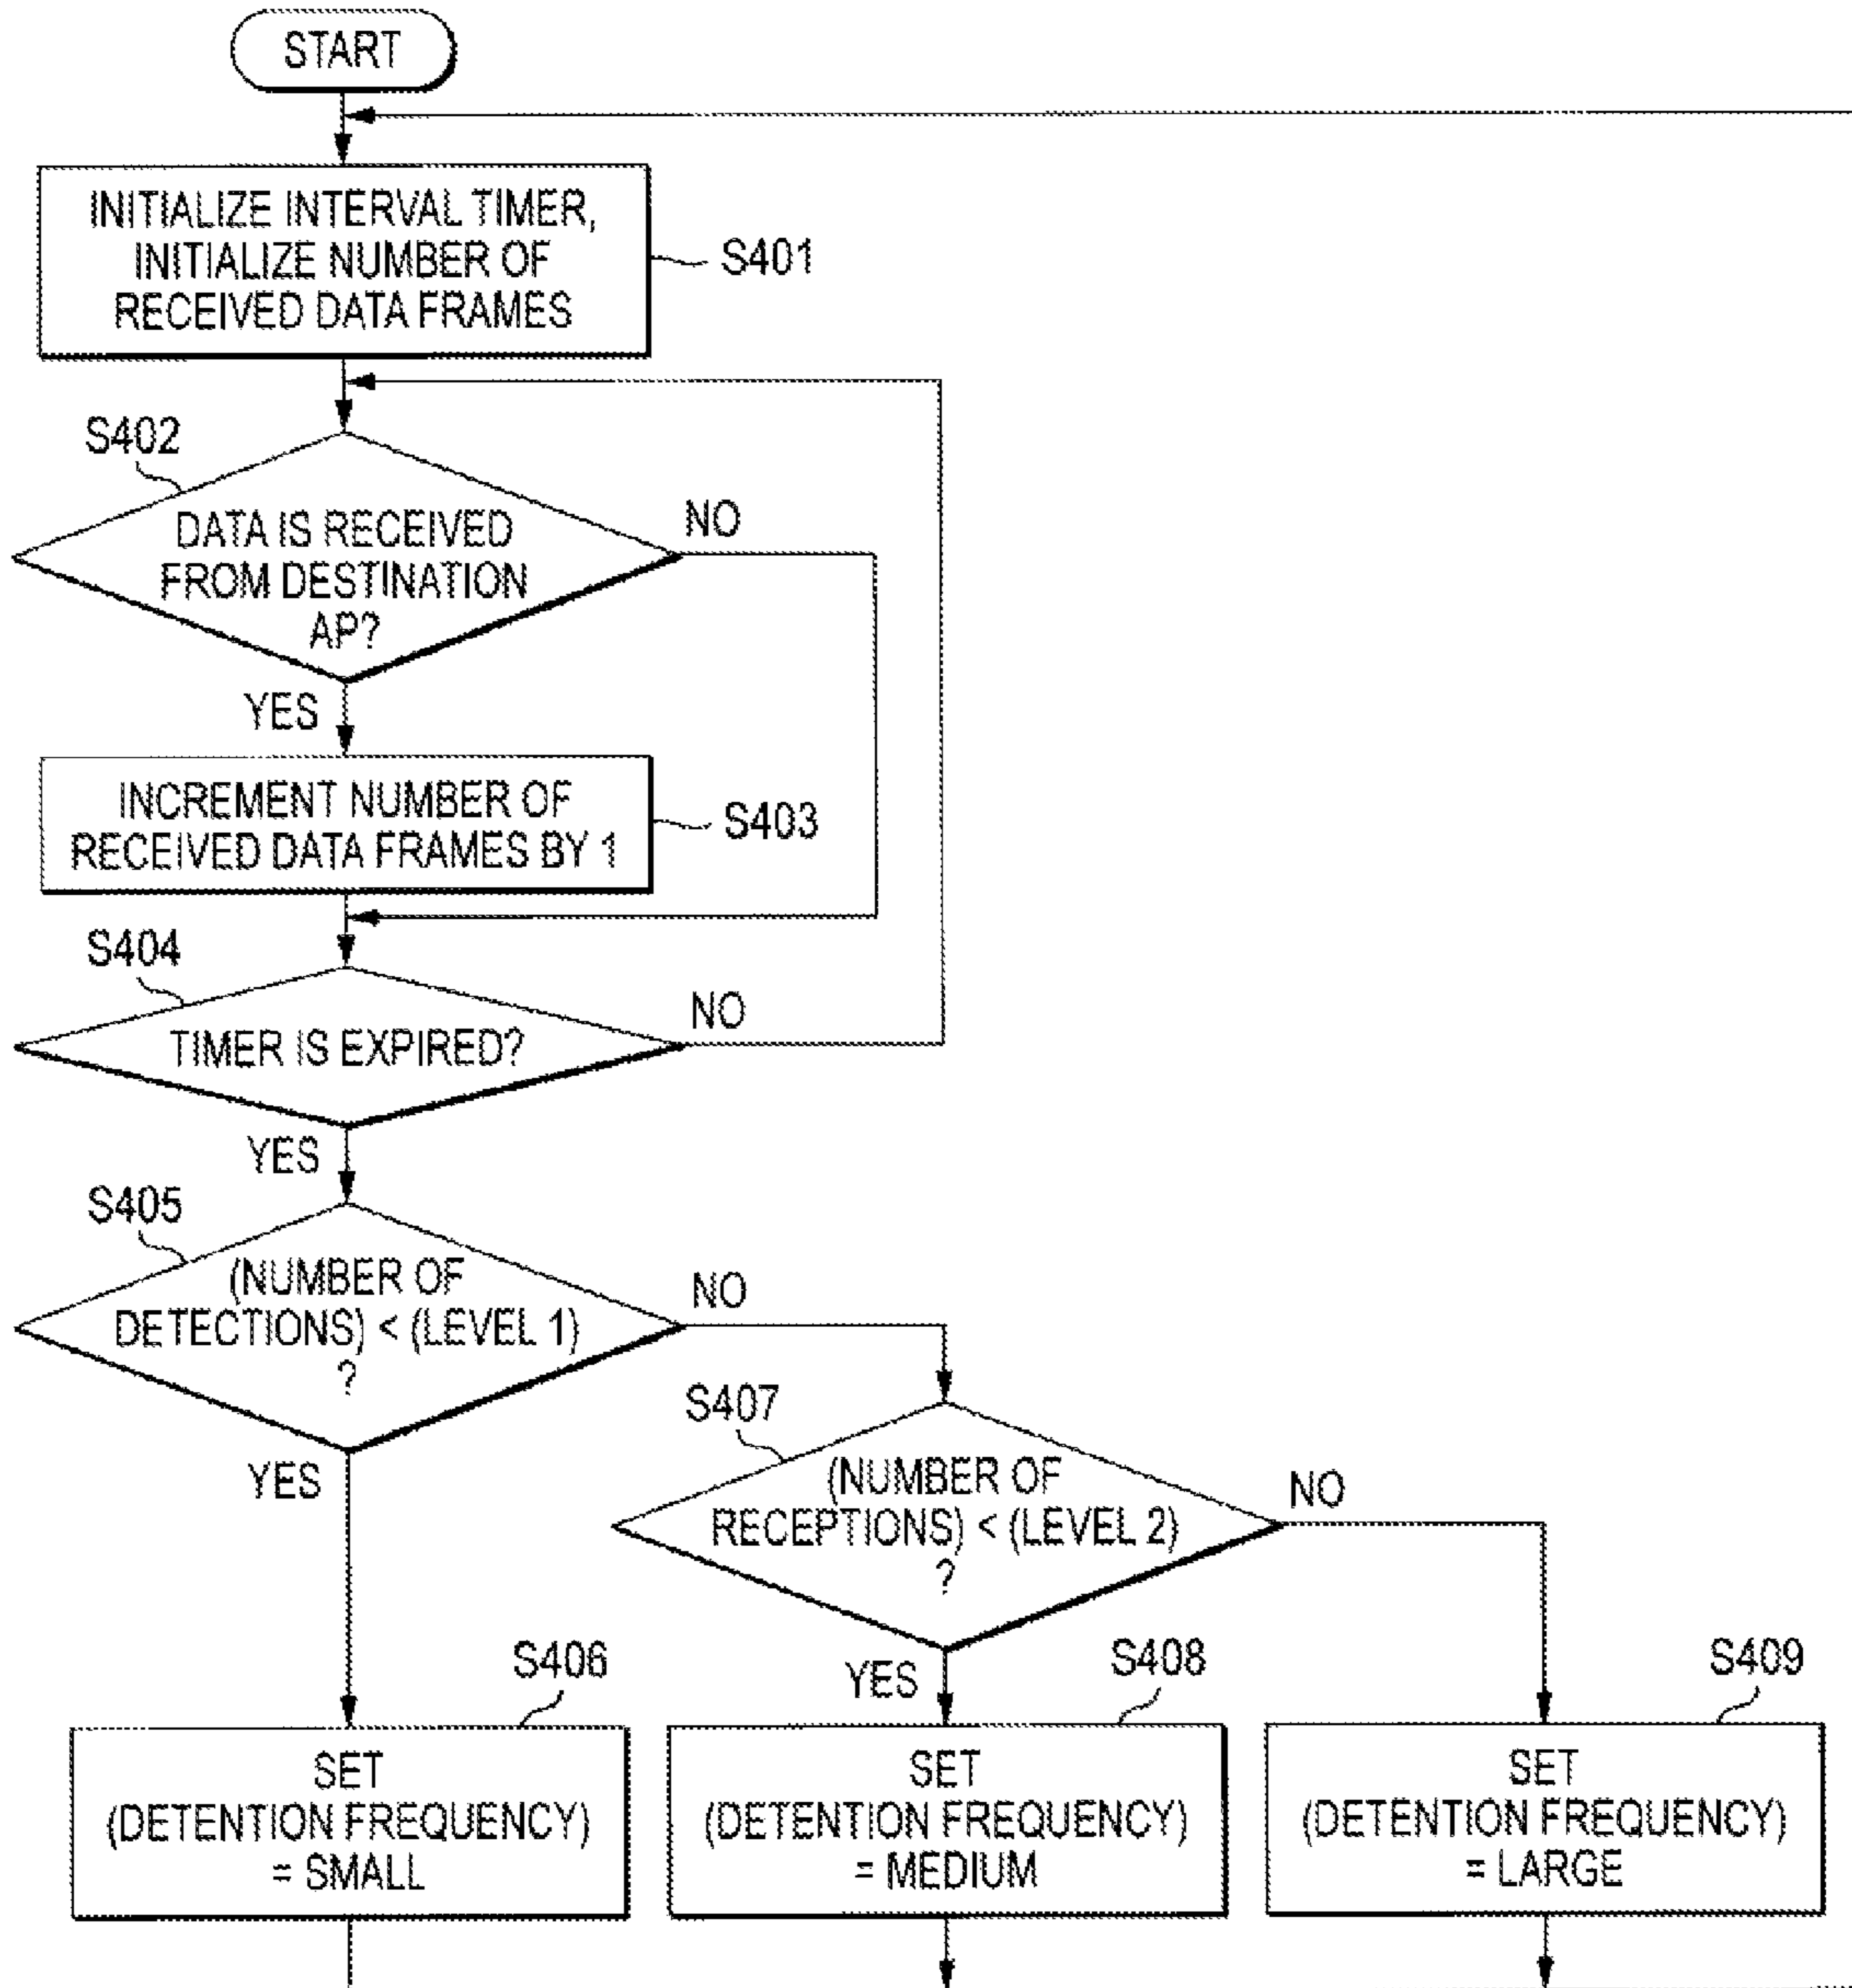 START
INITIALIZE INTERVAL TIMER,
INITIALIZE NUMBER OF
RECEIVED DATA FRAMES
S401
S402
DATA IS RECEIVED
FROM DESTINATION
AP?
NO
YES
INCREMENT NUMBER OF
RECEIVED DATA FRAMES BY 1
S403
S404
TIMER IS EXPIRED?
NO
YES
S405
(NUMBER OF
DETECTIONS) < (LEVEL 1)
?
NO
YES
S407
(NUMBER OF
RECEPTIONS) < (LEVEL 2)
?
NO
YES
S406
SET
(DETENTION FREQUENCY)
= SMALL
S408
SET
(DETENTION FREQUENCY)
= MEDIUM
S409
SET
(DETENTION FREQUENCY)
= LARGE